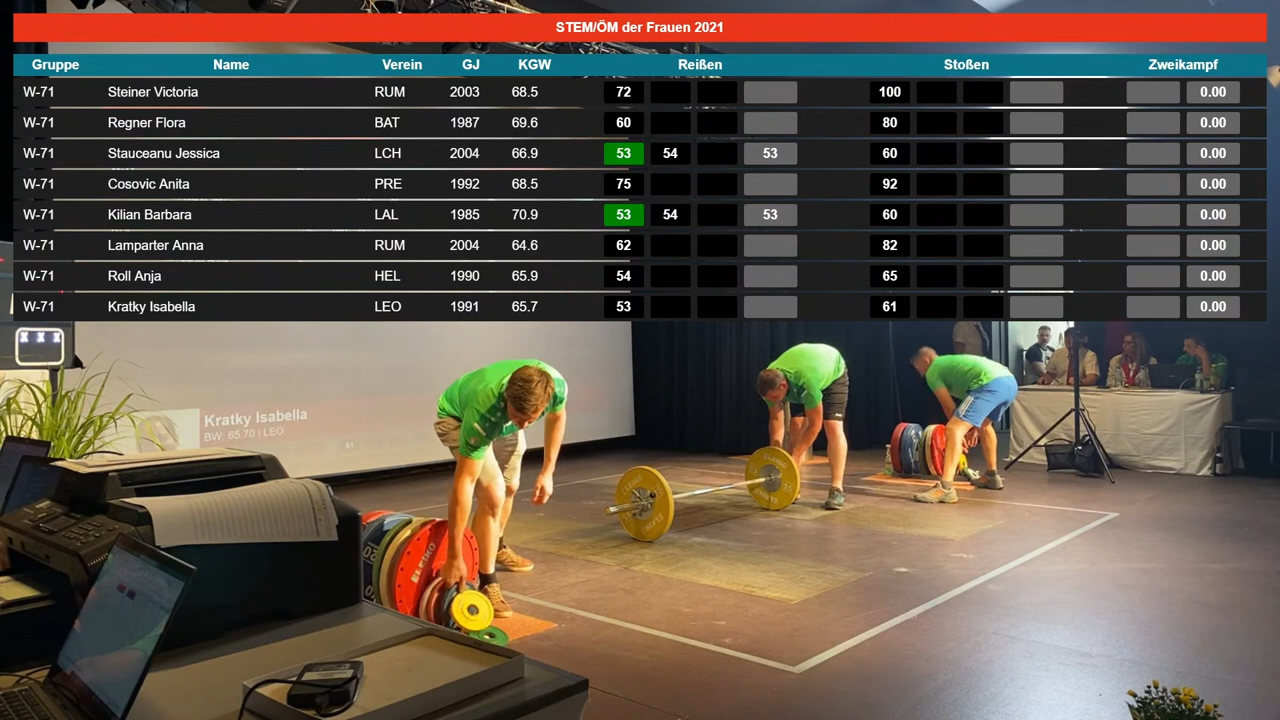 STEM/ÖM der Frauen 2021
Gruppe Name Verein GJ KGW Reißen Stoßen Zweikampf
W-71 Steiner Victoria RUM 2003 68.5 72 100 0.00
W-71 Regner Flora BAT 1987 69.6 60 80 0.00
W-71 Stauceanu Jessica LCH 2004 66.9 53 54 53 60 0.00
W-71 Cosovic Anita PRE 1992 68.5 75 92 0.00
W-71 Kilian Barbara LAL 1985 70.9 53 54 53 60 0.00
W-71 Lamparter Anna RUM 2004 64.6 62 82 0.00
W-71 Roll Anja HEL 1990 65.9 54 65 0.00
W-71 Kratky Isabella LEO 1991 65.7 53 61 0.00
X X X
Kratky Isabella
BW: 65.70 | LEO
61
ELEIKO
ELEIKO
20